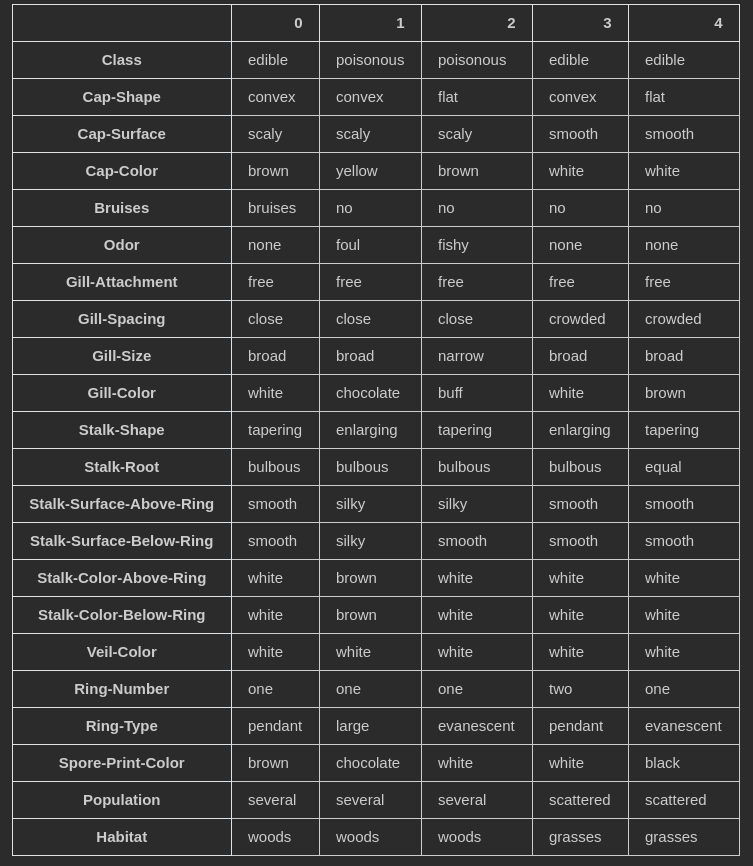 0 1 2 3 4
Class edible poisonous poisonous edible edible
Cap-Shape convex convex flat convex flat
Cap-Surface scaly scaly scaly smooth smooth
Cap-Color brown yellow brown white white
Bruises bruises no no no no
Odor none foul fishy none none
Gill-Attachment free free free free free
Gill-Spacing close close close crowded crowded
Gill-Size broad broad narrow broad broad
Gill-Color white chocolate buff white brown
Stalk-Shape tapering enlarging tapering enlarging tapering
Stalk-Root bulbous bulbous bulbous bulbous equal
Stalk-Surface-Above-Ring smooth silky silky smooth smooth
Stalk-Surface-Below-Ring smooth silky smooth smooth smooth
Stalk-Color-Above-Ring white brown white white white
Stalk-Color-Below-Ring white brown white white white
Veil-Color white white white white white
Ring-Number one one one two one
Ring-Type pendant large evanescent pendant evanescent
Spore-Print-Color brown chocolate white white black
Population several several several scattered scattered
Habitat woods woods woods grasses grasses